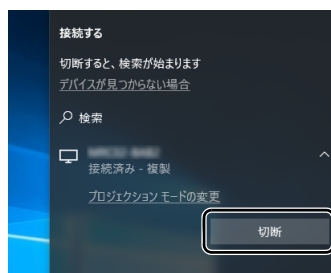 接続する
切断すると、検索が始まります
デバイスが見つからない場合
検索
接続済み - 複製
プロジェクション モードの変更
切断